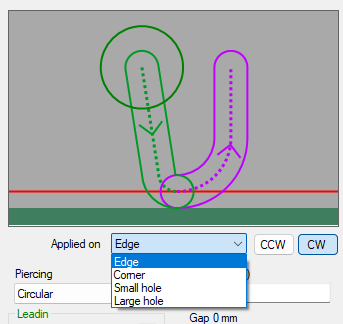 Applied on Edge CCW CW
Edge
Corner
Small hole
Large hole
Piercing )
Circular
Leadin Gap 0 mm